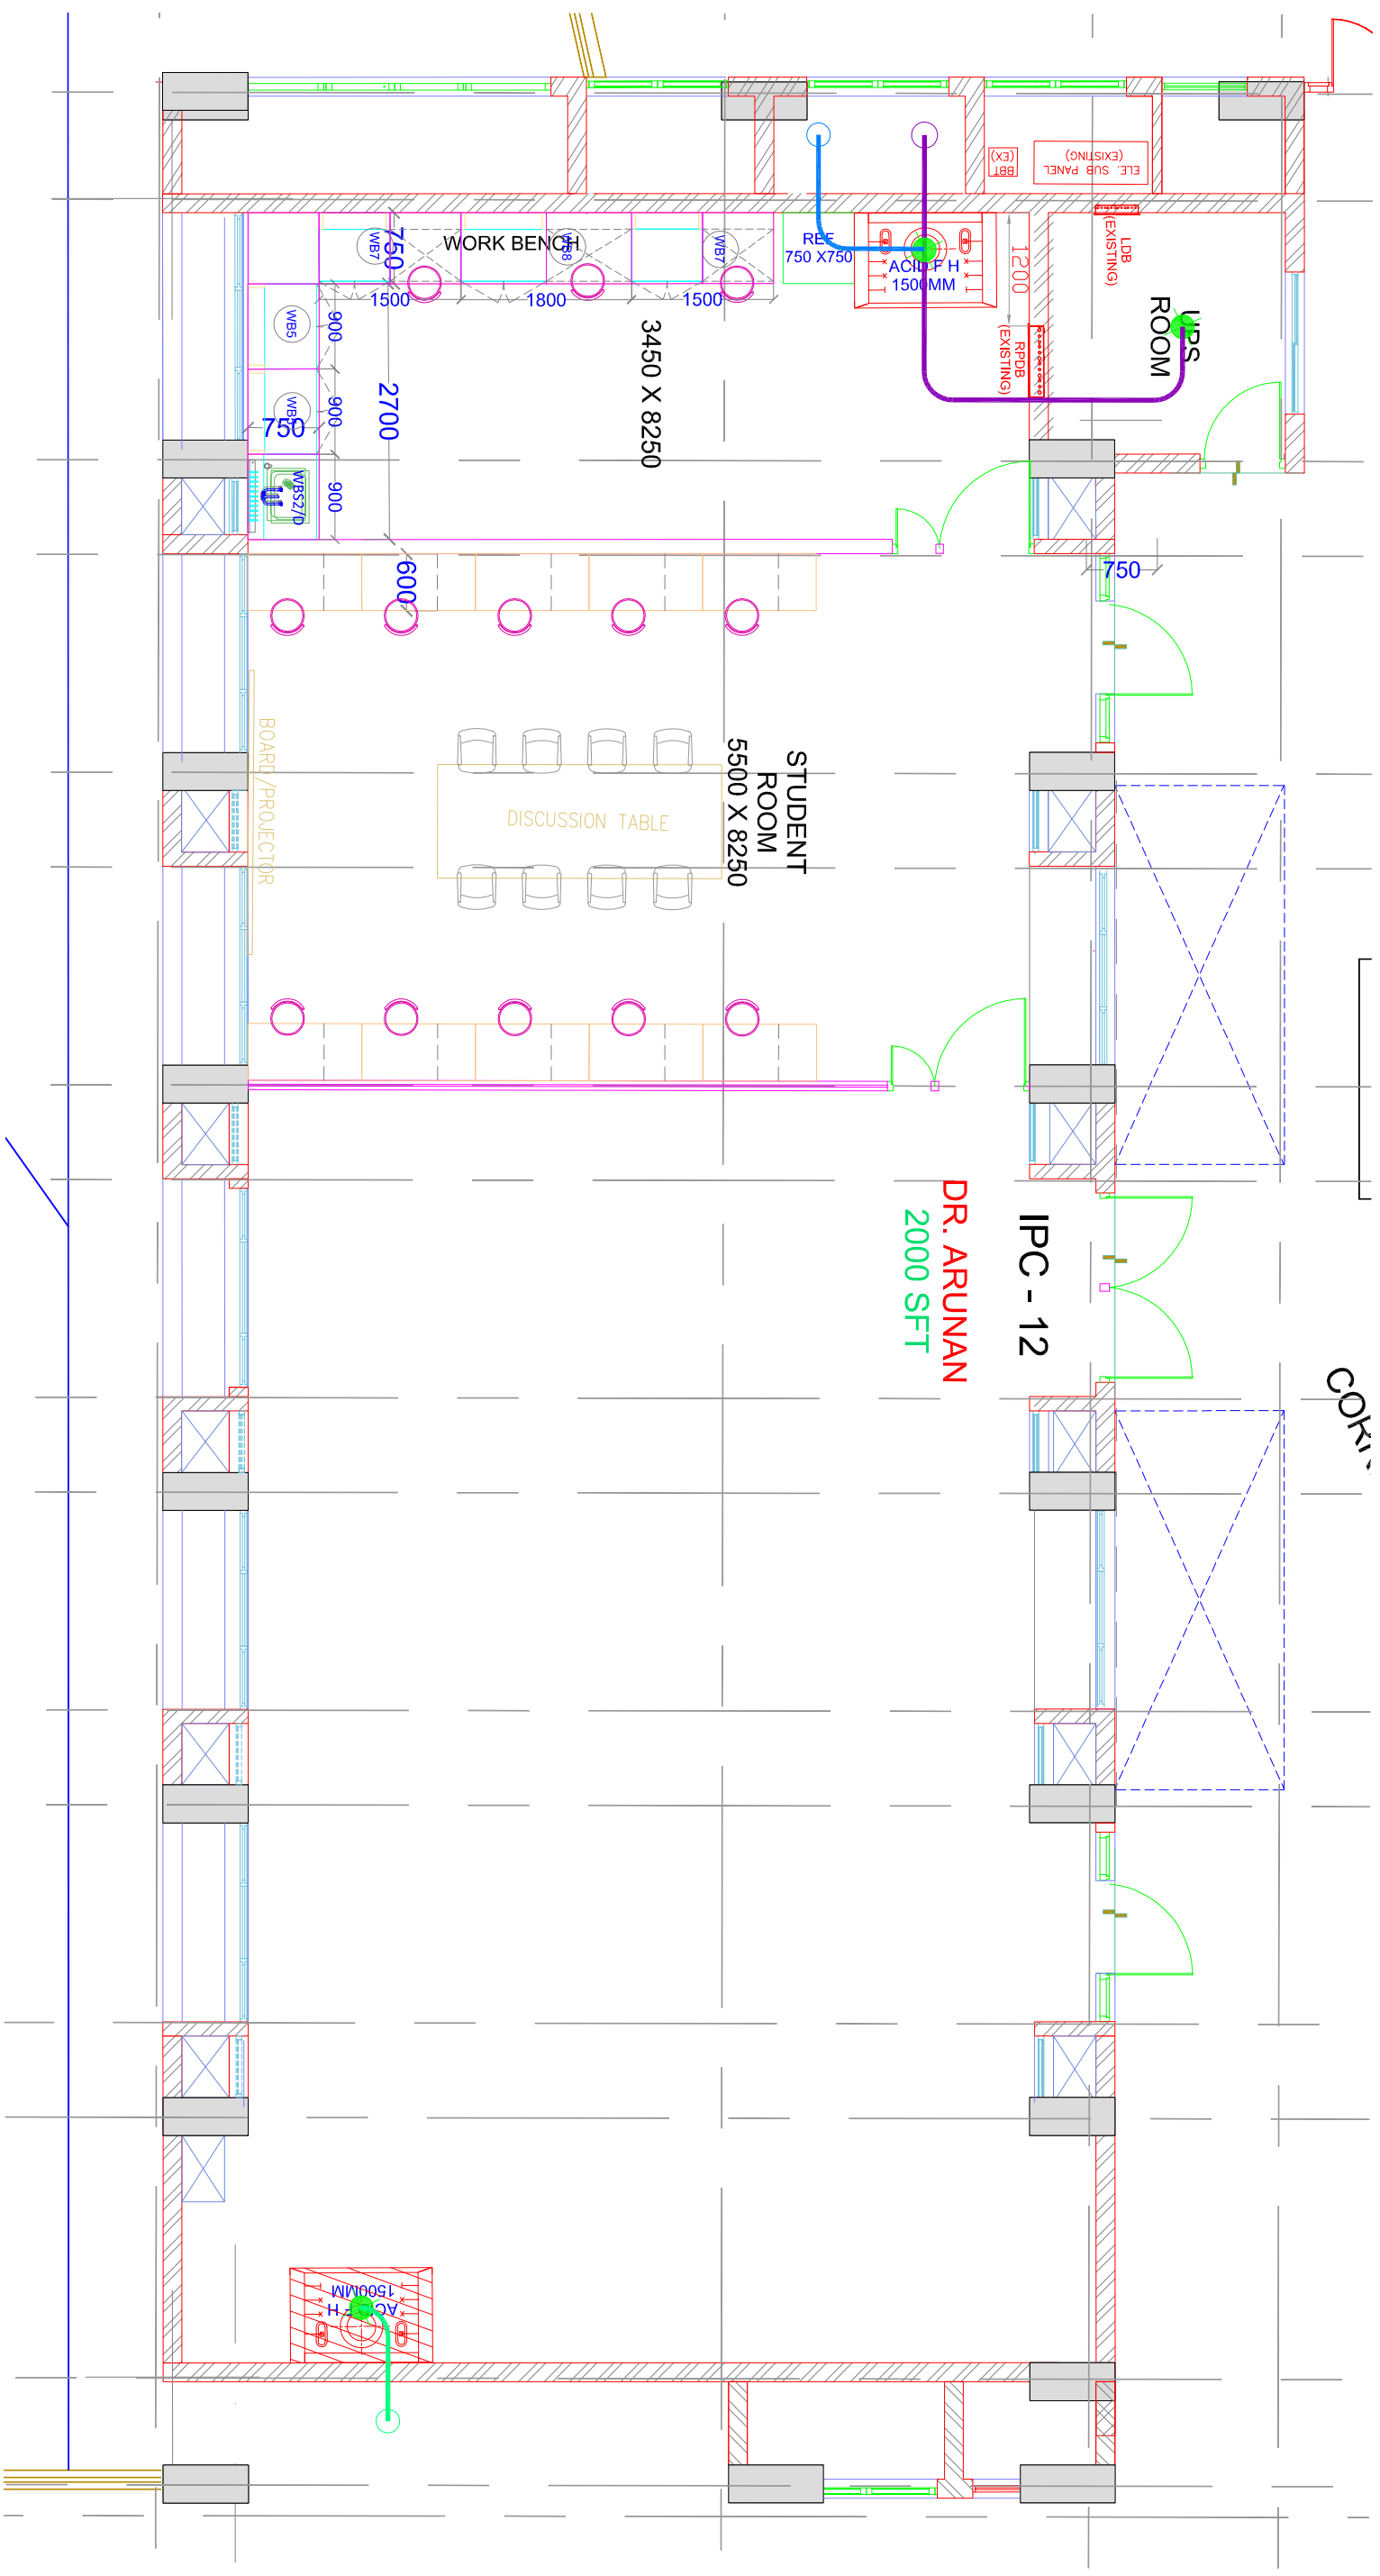 BBT
(EX)
ELE. SUB PANEL
(EXISTING)
LDB
(EXISTING)
WB7
750
WORK BENCH
WB8
WB7
REF
750 X750
ACID F H
1500MM
1200
1500
1800
1500
UPS
ROOM
WB5
900
3450 X 8250
RPDB
(EXISTING)
WB5
900
2700
750
WBS2/D
900
600
750
BOARD/PROJECTOR
DISCUSSION TABLE
STUDENT
ROOM
5500 X 8250
IPC - 12
DR. ARUNAN
2000 SFT
ACID F H
1500MM